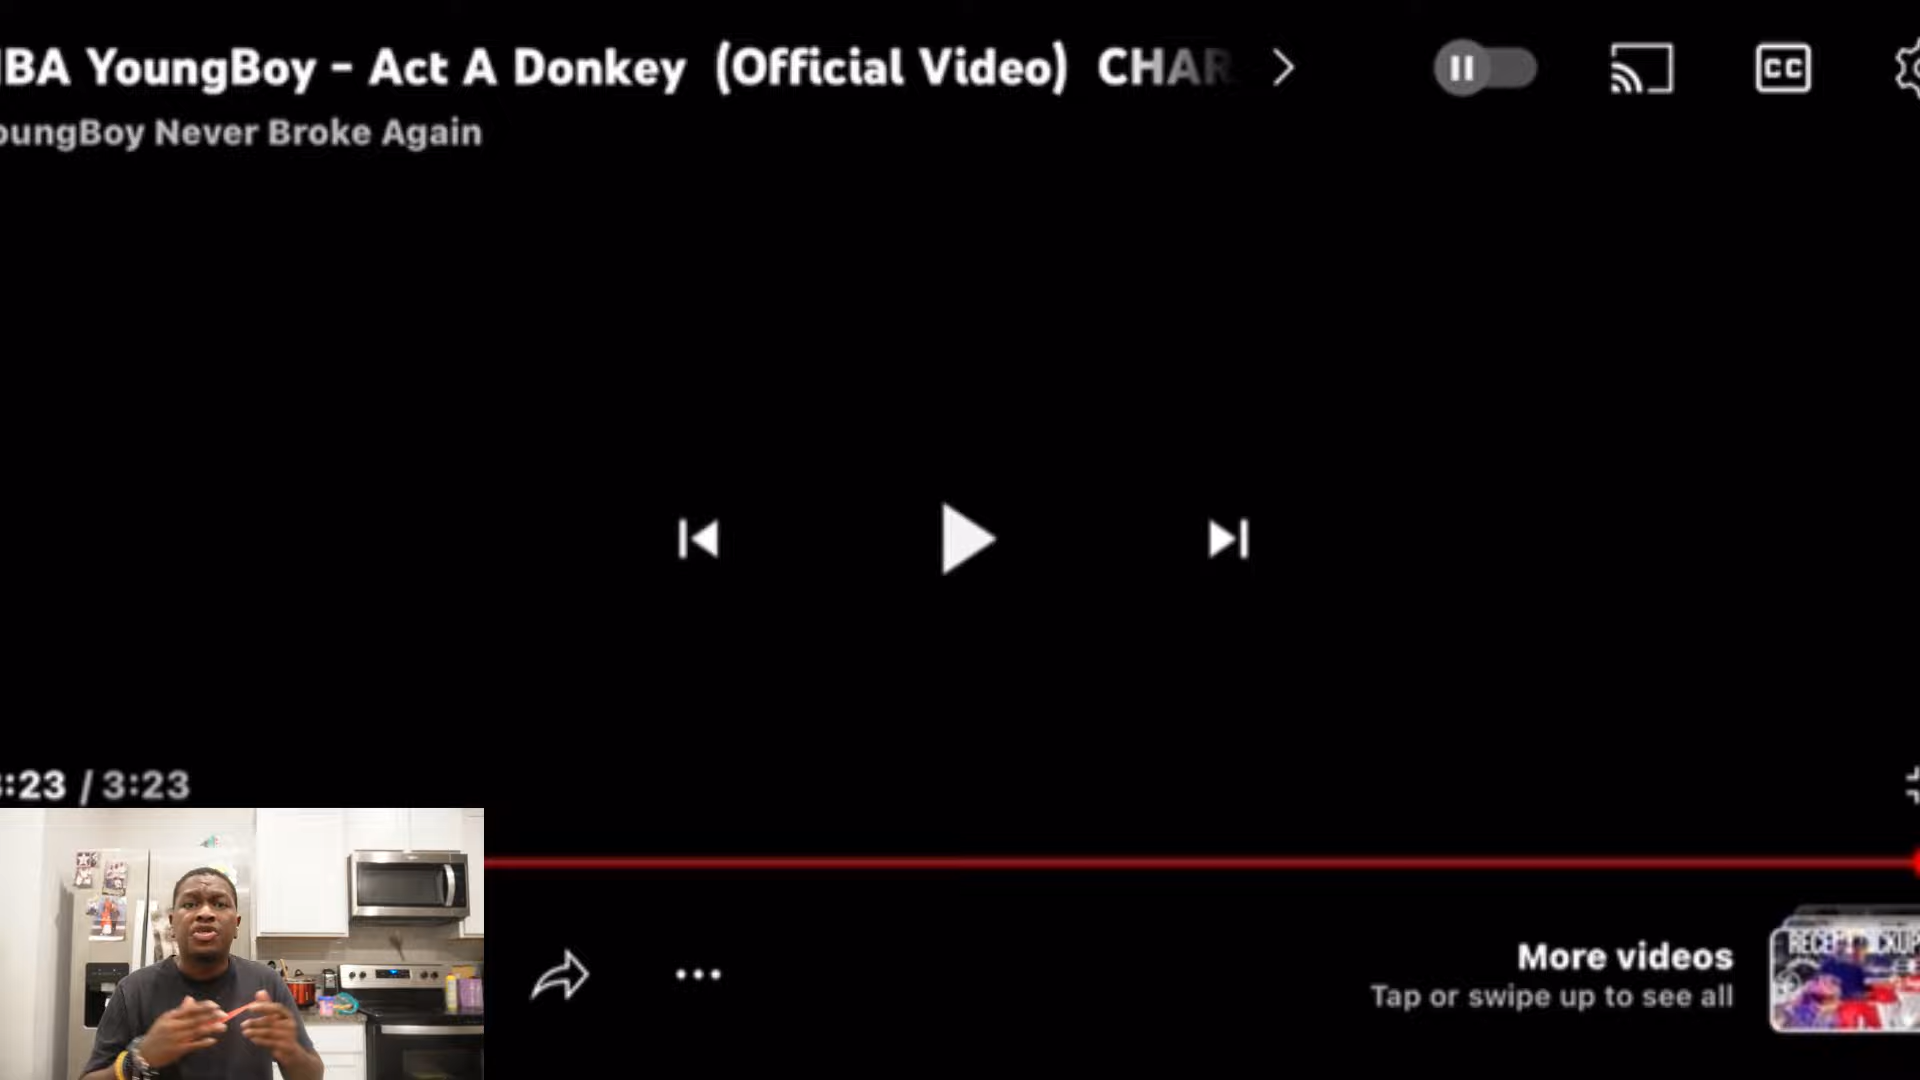 BA YoungBoy - Act A Donkey (Official Video) CHAR
oungBoy Never Broke Again
CC
:23 / 3:23
More videos
Tap or swipe up to see all